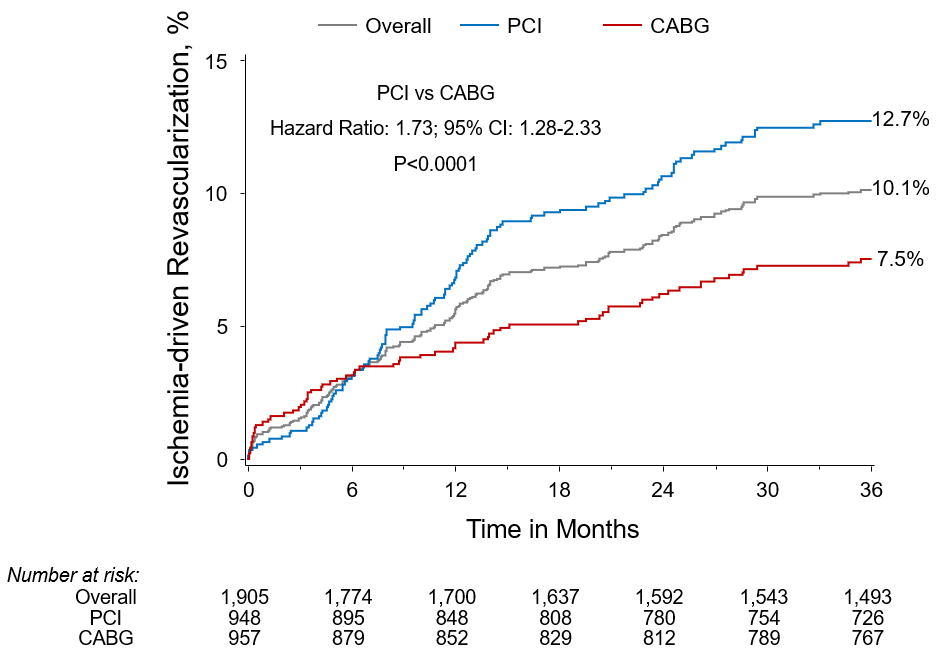 Overall PCI CABG
Ischemia-driven Revascularization, %
15
10
5
0
PCI vs CABG
Hazard Ratio: 1.73; 95% CI: 1.28-2.33
P<0.0001
12.7%
10.1%
7.5%
0 6 12 18 24 30 36
Time in Months
Number at risk:
Overall 1,905 1,774 1,700 1,637 1,592 1,543 1,493
PCI 948 895 848 808 780 754 726
CABG 957 879 852 829 812 789 767